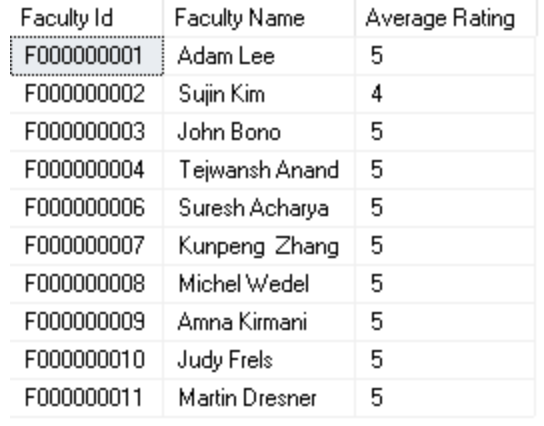 Faculty Id Faculty Name Average Rating
F000000001 Adam Lee 5
F000000002 Sujin Kim 4
F000000003 John Bono 5
F000000004 Tejwansh Anand 5
F000000006 Suresh Acharya 5
F000000007 Kunpeng Zhang 5
F000000008 Michel Wedel 5
F000000009 Amna Kirmani 5
F000000010 Judy Frels 5
F000000011 Martin Dresner 5